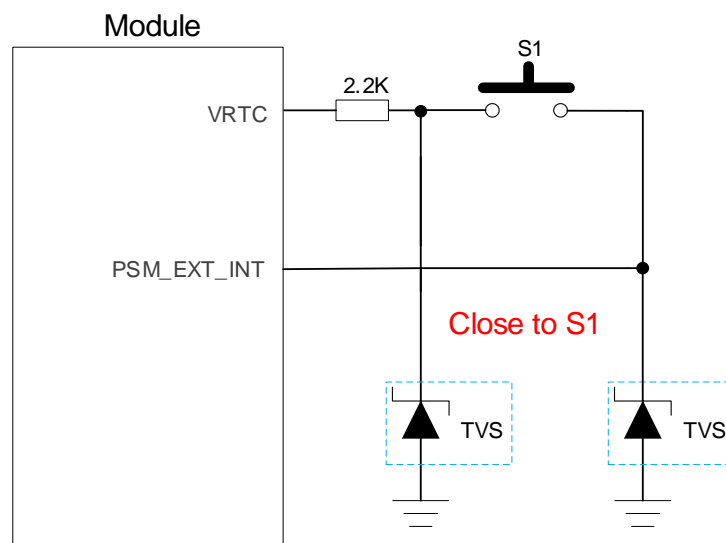 Module
S1
2.2K
VRTC
PSM_EXT_INT
Close to S1
TVS
TVS